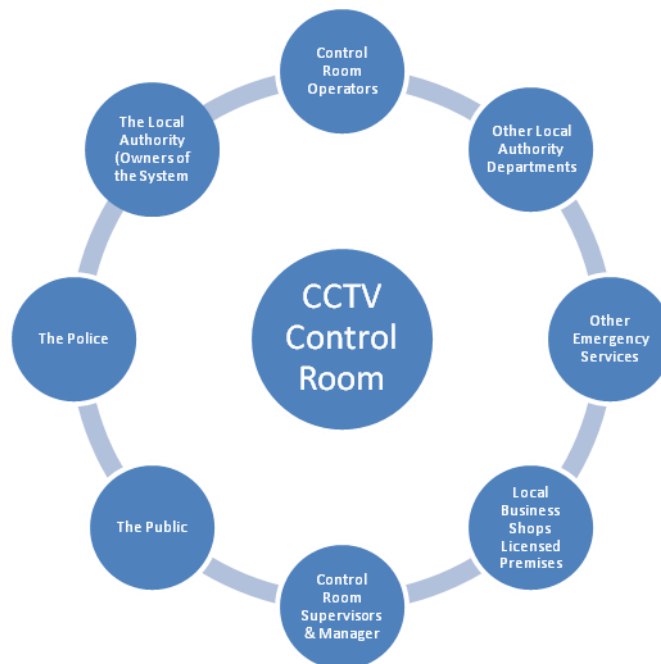 Control
Room
Operators
Other Local
Authority
Departments
Other
Emergency
Services
Local
Business
Shops
Licensed
Premises
Control
Room
Supervisors
& Manager
The Public
The Police
The Local
Authority
(Owners of
the System
CCTV
Control
Room